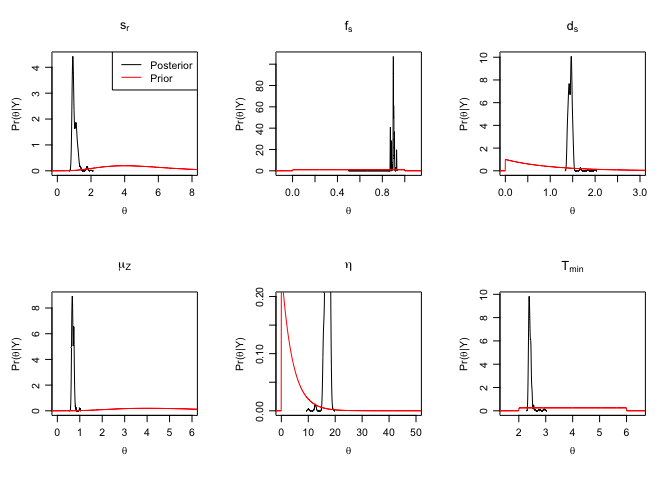 s_r
Pr(θ|Y)
Posterior
Prior
0 1 2 3 4
0 2 4 6 8
θ
f_s
Pr(θ|Y)
0 20 40 60 80
0.0 0.4 0.8
θ
d_s
Pr(θ|Y)
0 2 4 6 8 10
0.0 1.0 2.0 3.0
θ
μ_Z
Pr(θ|Y)
0 2 4 6 8
0 1 2 3 4 5 6
θ
η
Pr(θ|Y)
0.00 0.10 0.20
0 10 20 30 40 50
θ
T_min
Pr(θ|Y)
0 2 4 6 8 10
2 3 4 5 6
θ